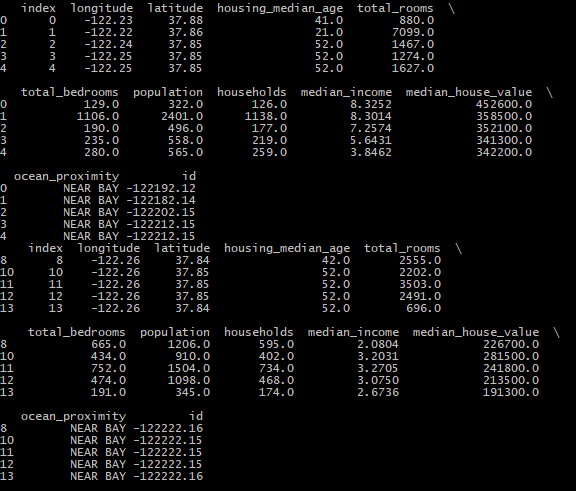 index longitude latitude housing_median_age total_rooms \
0 0 -122.23 37.88 41.0 880.0
1 1 -122.22 37.86 21.0 7099.0
2 2 -122.24 37.85 52.0 1467.0
3 3 -122.25 37.85 52.0 1274.0
4 4 -122.25 37.85 52.0 1627.0
total_bedrooms population households median_income median_house_value \
0 129.0 322.0 126.0 8.3252 452600.0
1 1106.0 2401.0 1138.0 8.3014 358500.0
2 190.0 496.0 177.0 7.2574 352100.0
3 235.0 558.0 219.0 5.6431 341300.0
4 280.0 565.0 259.0 3.8462 342200.0
ocean_proximity id
0 NEAR BAY -122192.12
1 NEAR BAY -122182.14
2 NEAR BAY -122202.15
3 NEAR BAY -122212.15
4 NEAR BAY -122212.15
index longitude latitude housing_median_age total_rooms \
8 8 -122.26 37.84 42.0 2555.0
10 10 -122.26 37.85 52.0 2202.0
11 11 -122.26 37.85 52.0 3503.0
12 12 -122.26 37.85 52.0 2491.0
13 13 -122.26 37.84 52.0 696.0
total_bedrooms population households median_income median_house_value \
8 665.0 1206.0 595.0 2.0804 226700.0
10 434.0 910.0 402.0 3.2031 281500.0
11 752.0 1504.0 734.0 3.2705 241800.0
12 474.0 1098.0 468.0 3.0750 213500.0
13 191.0 345.0 174.0 2.6736 191300.0
ocean_proximity id
8 NEAR BAY -122222.16
10 NEAR BAY -122222.15
11 NEAR BAY -122222.15
12 NEAR BAY -122222.15
13 NEAR BAY -122222.16